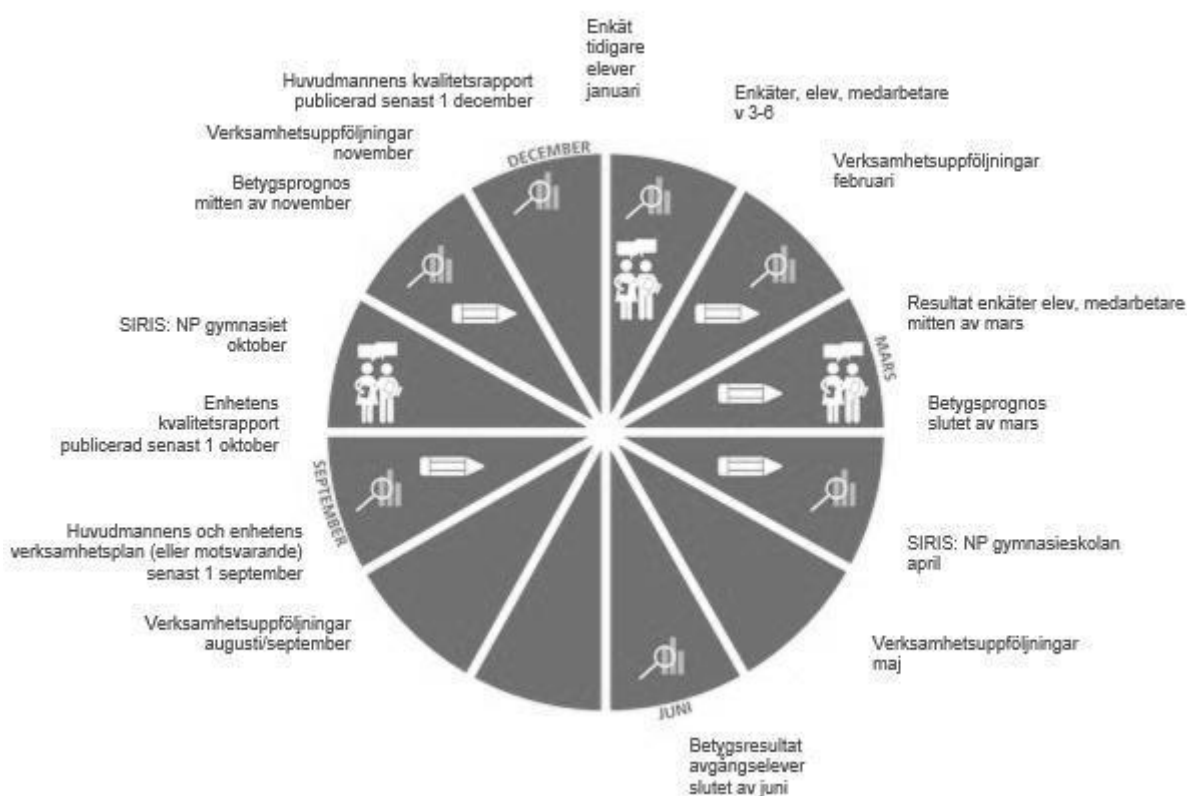 Enkät
tidigare
elever
januari
Enkäter, elev, medarbetare
v 3-6
Verksamhetsuppföljningar
februari
Resultat enkäter elev, medarbetare
mitten av mars
MARS
Betygsprognos
slutet av mars
SIRIS: NP gymnasieskolan
april
Verksamhetsuppföljningar
maj
JUNI
Betygsresultat
avgångselever
slutet av juni
Verksamhetsuppföljningar
augusti/september
Huvudmannens och enhetens
verksamhetsplan (eller motsvarande)
senast 1 september
SEPTEMBER
Enhetens
kvalitetsrapport
publicerad senast 1 oktober
SIRIS: NP gymnasiet
oktober
Betygsprognos
mitten av november
Verksamhetsuppföljningar
november
Huvudmannens kvalitetsrapport
publicerad senast 1 december
DECEMBER